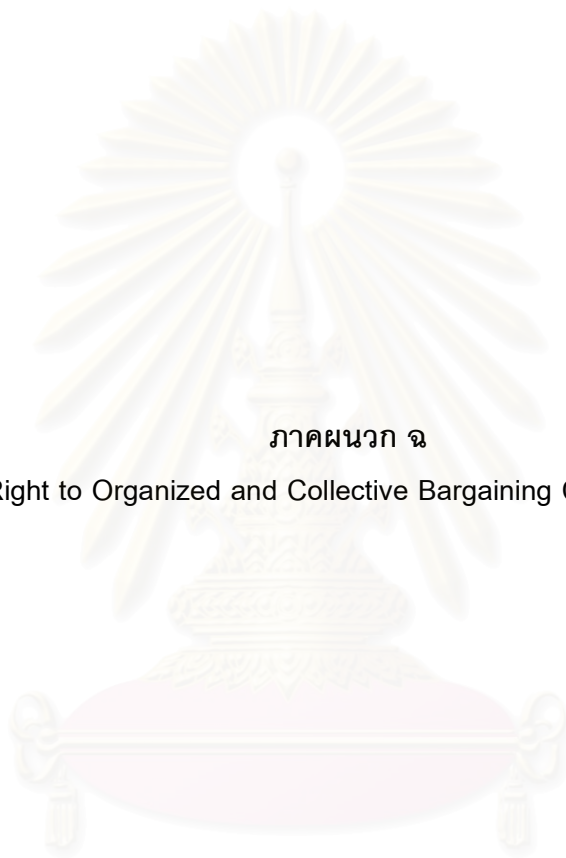 ภาคผนวก ฉ
Right to Organized and Collective Bargaining